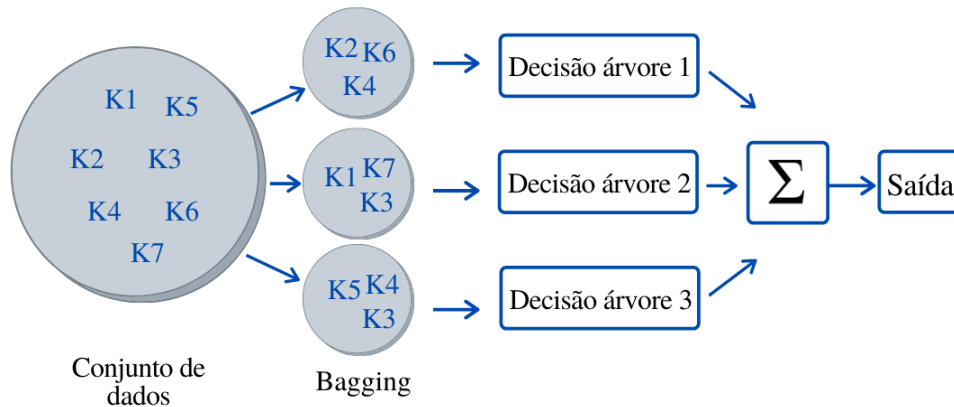 K1
K5
K2
K3
K4
K6
K7
Conjunto de
dados
K2 K6
K4
K1 K7
K3
K5 K4
K3
Bagging
Decisão árvore 1
Decisão árvore 2
Decisão árvore 3
Σ
Saída